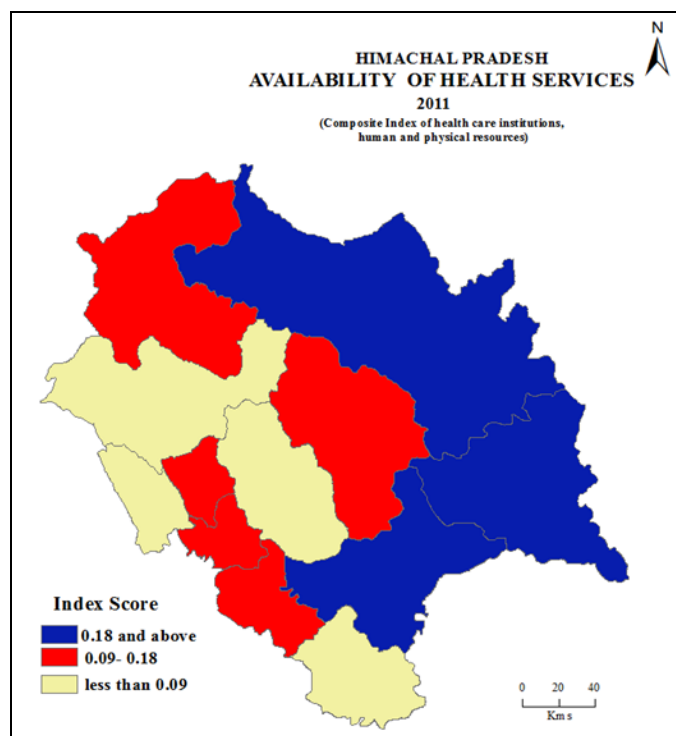 N
HIMACHAL PRADESH
AVAILABILITY OF HEALTH SERVICES
2011
(Composite Index of health care institutions,
human and physical resources)
Index Score
0.18 and above
0.09- 0.18
less than 0.09
0 20 40
Kms